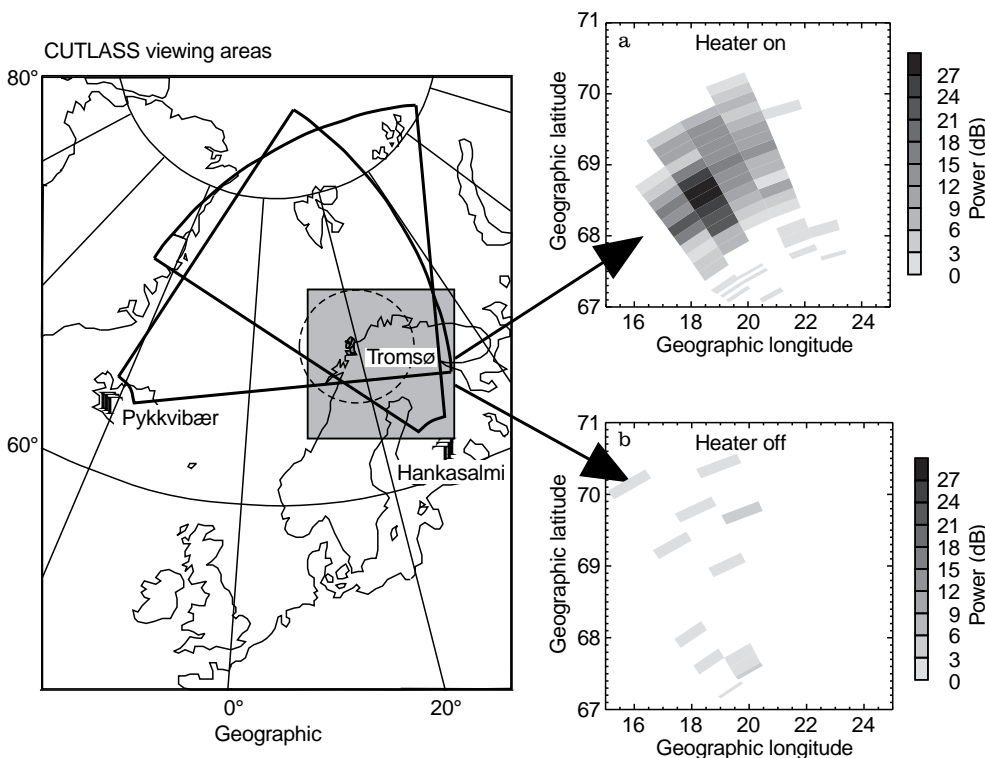 CUTLASS viewing areas
80°
60°
Tromsø
Pykkvibær
Hankasalmi
0°
20°
Geographic
a
Heater on
71
70
69
68
67
Geographic latitude
16
18
20
22
24
Geographic longitude
27
24
21
18
15
12
9
6
3
0
Power (dB)
b
Heater off
71
70
69
68
67
Geographic latitude
16
18
20
22
24
Geographic longitude
27
24
21
18
15
12
9
6
3
0
Power (dB)